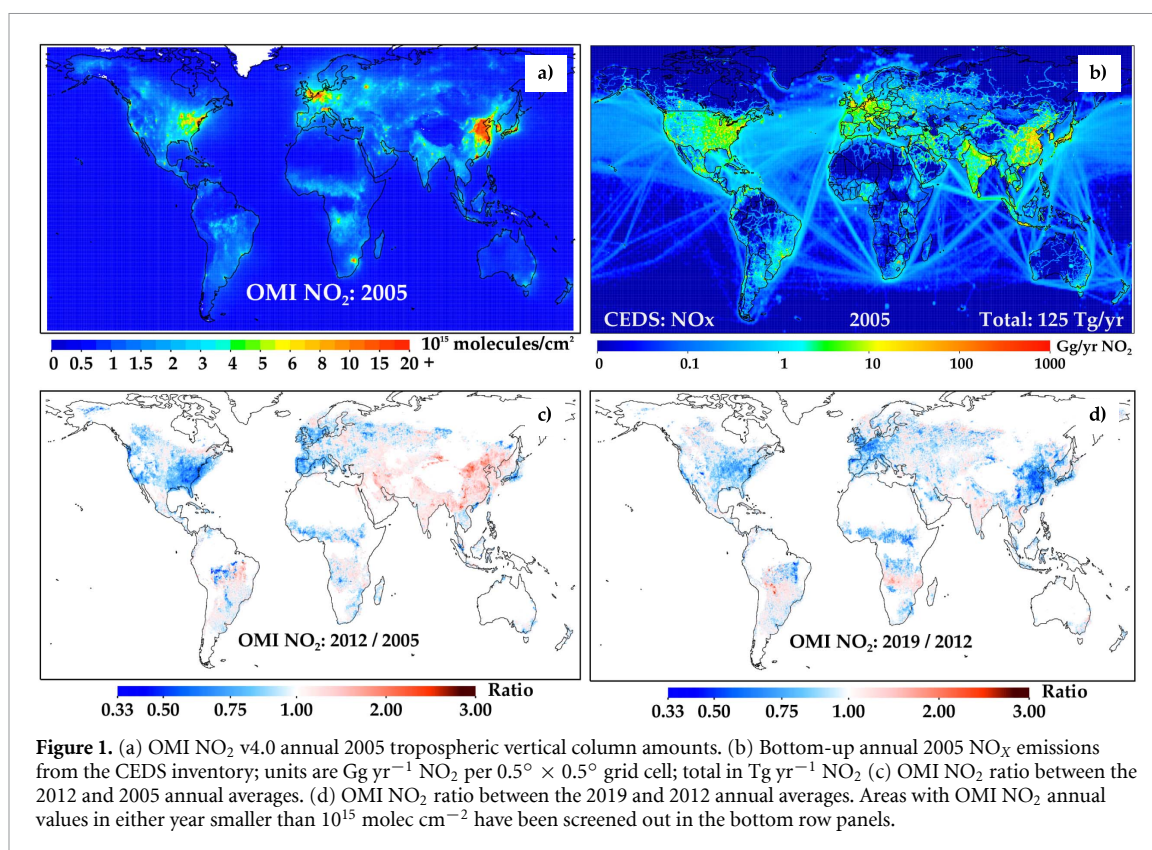 a)
OMI NO₂: 2005
10¹⁵ molecules/cm²
0 0.5 1 1.5 2 3 4 5 6 8 10 15 20 +
b)
CEDS: NOx 2005 Total: 125 Tg/yr
Gg/yr NO₂
0 0.1 1 10 100 1000
c)
OMI NO₂: 2012 / 2005
Ratio
0.33 0.50 0.75 1.00 2.00 3.00
d)
OMI NO₂: 2019 / 2012
Ratio
0.33 0.50 0.75 1.00 2.00 3.00
Figure 1. (a) OMI NO₂ v4.0 annual 2005 tropospheric vertical column amounts. (b) Bottom-up annual 2005 NOX emissions
from the CEDS inventory; units are Gg yr⁻¹ NO₂ per 0.5° × 0.5° grid cell; total in Tg yr⁻¹ NO₂ (c) OMI NO₂ ratio between the
2012 and 2005 annual averages. (d) OMI NO₂ ratio between the 2019 and 2012 annual averages. Areas with OMI NO₂ annual
values in either year smaller than 10¹⁵ molec cm⁻² have been screened out in the bottom row panels.